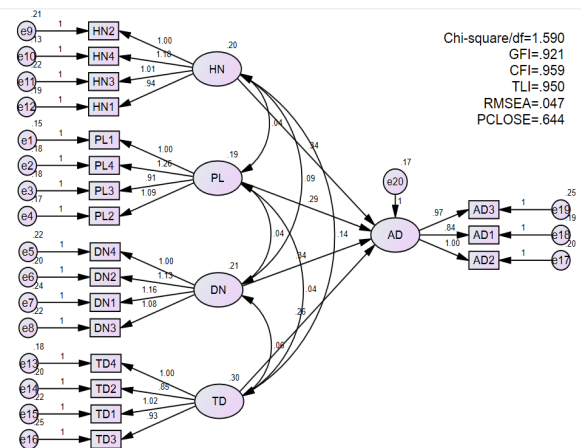 Chi-square/df=1.590
GFI=.921
CFI=.959
TLI=.950
RMSEA=.047
PCLOSE=.644
.21
e9 1 HN2 1.00
.13
e10 1 HN4 1.18
.22
e11 1 HN3 1.01
.19
e12 1 HN1 .94
.20
HN
.15
e1 1 PL1 1.00
.18
e2 1 PL4 1.26
.18
e3 1 PL3 .91
.17
e4 1 PL2 1.09
.19
PL
.22
e5 1 DN4 1.00
.20
e6 1 DN2 1.13
.24
e7 1 DN1 1.16
.22
e8 1 DN3 1.08
.21
DN
.18
e13 1 TD4 1.00
.20
e14 1 TD2 .85
.22
e15 1 TD1 1.02
.25
e16 1 TD3 .93
.30
TD
.04
.09
.14
.04
.04
.06
.34
.29
.34
.26
.17
e20
1
AD
.97 AD3 1 e19 .25
.84 AD1 1 e18 .19
1.00 AD2 1 e17 .20